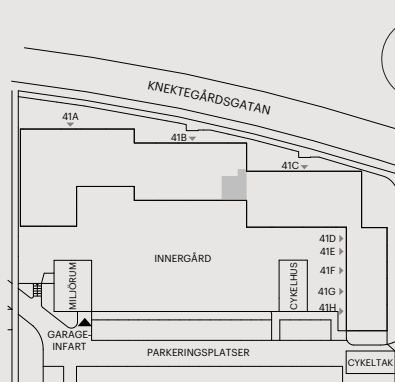 KNEKTEGÅRDSGATAN
41A
41B
41C
41D
41E
41F
41G
41H
INNERGÅRD
MILJÖRUM
CYKELHUS
GARAGE-
INFART
PARKERINGSPLATSER
CYKELTAK